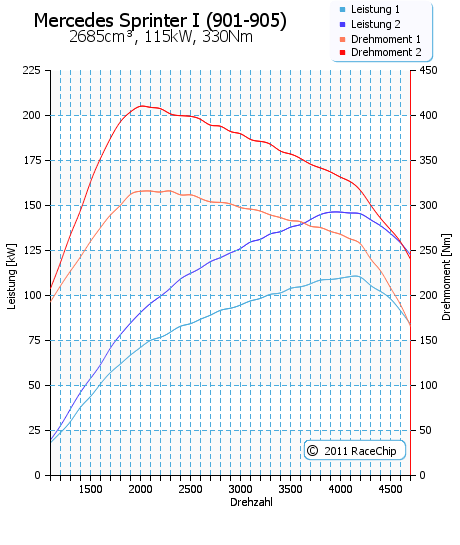 Mercedes Sprinter I (901-905)
2685cm³, 115kW, 330Nm
Leistung 1
Leistung 2
Drehmoment 1
Drehmoment 2
225
200
175
150
125
100
75
50
25
0
Leistung [kW]
450
400
350
300
250
200
150
100
50
0
Drehmoment [Nm]
© 2011 RaceChip
1500 2000 2500 3000 3500 4000 4500
Drehzahl